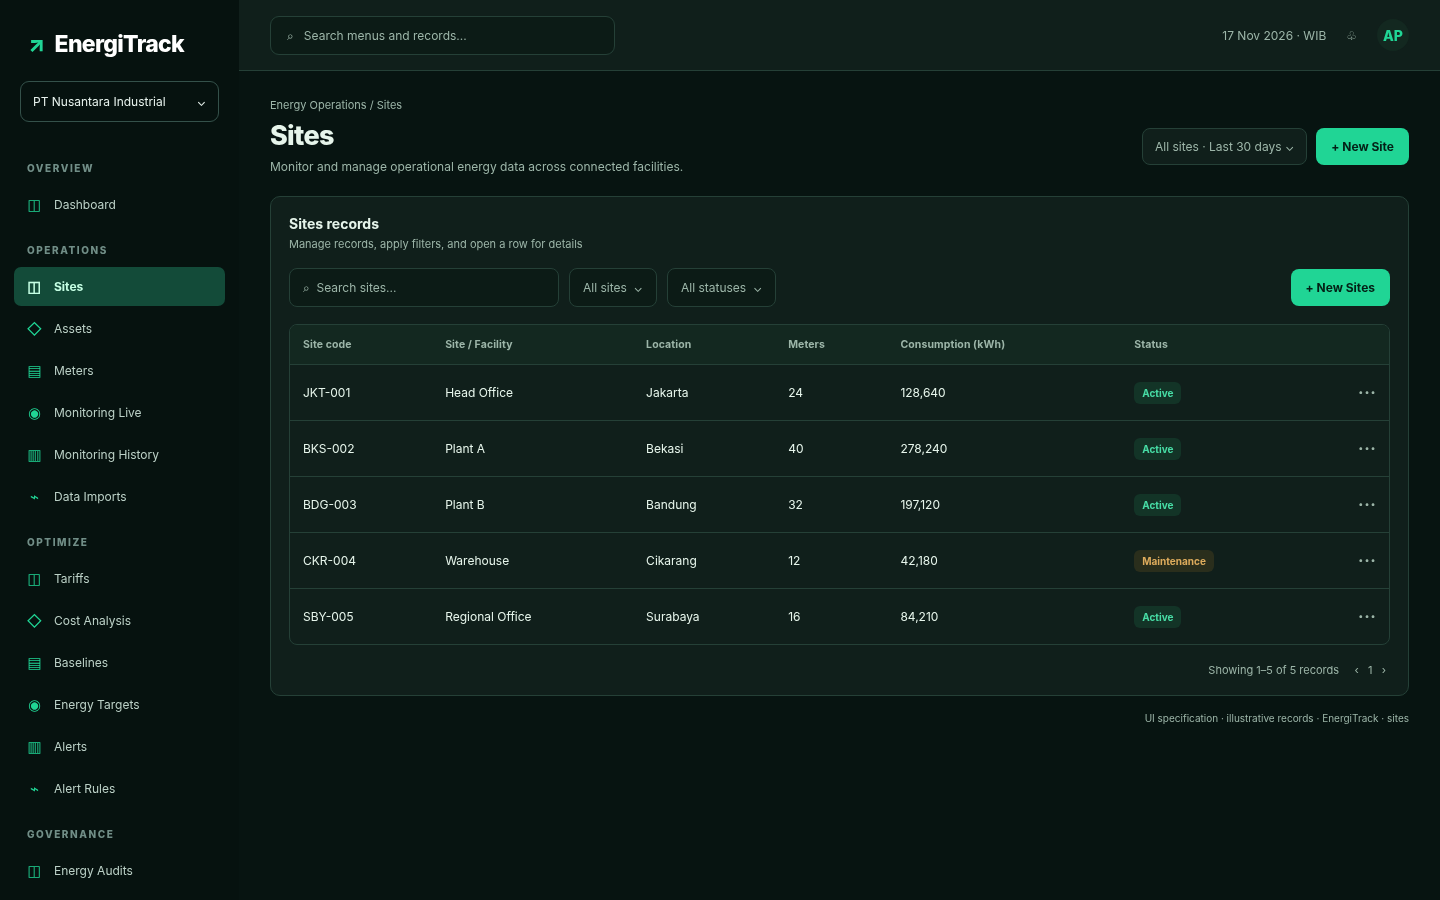 EnergiTrack
PT Nusantara Industrial
OVERVIEW
Dashboard
OPERATIONS
Sites
Assets
Meters
Monitoring Live
Monitoring History
Data Imports
OPTIMIZE
Tariffs
Cost Analysis
Baselines
Energy Targets
Alerts
Alert Rules
GOVERNANCE
Energy Audits
Search menus and records...
17 Nov 2026 · WIB
AP
Energy Operations / Sites
Sites
Monitor and manage operational energy data across connected facilities.
All sites · Last 30 days
+ New Site
Sites records
Manage records, apply filters, and open a row for details
Search sites...
All sites
All statuses
+ New Sites
Site code Site / Facility Location Meters Consumption (kWh) Status
JKT-001 Head Office Jakarta 24 128,640 Active
BKS-002 Plant A Bekasi 40 278,240 Active
BDG-003 Plant B Bandung 32 197,120 Active
CKR-004 Warehouse Cikarang 12 42,180 Maintenance
SBY-005 Regional Office Surabaya 16 84,210 Active
Showing 1–5 of 5 records ‹ 1 ›
UI specification · illustrative records · EnergiTrack · sites